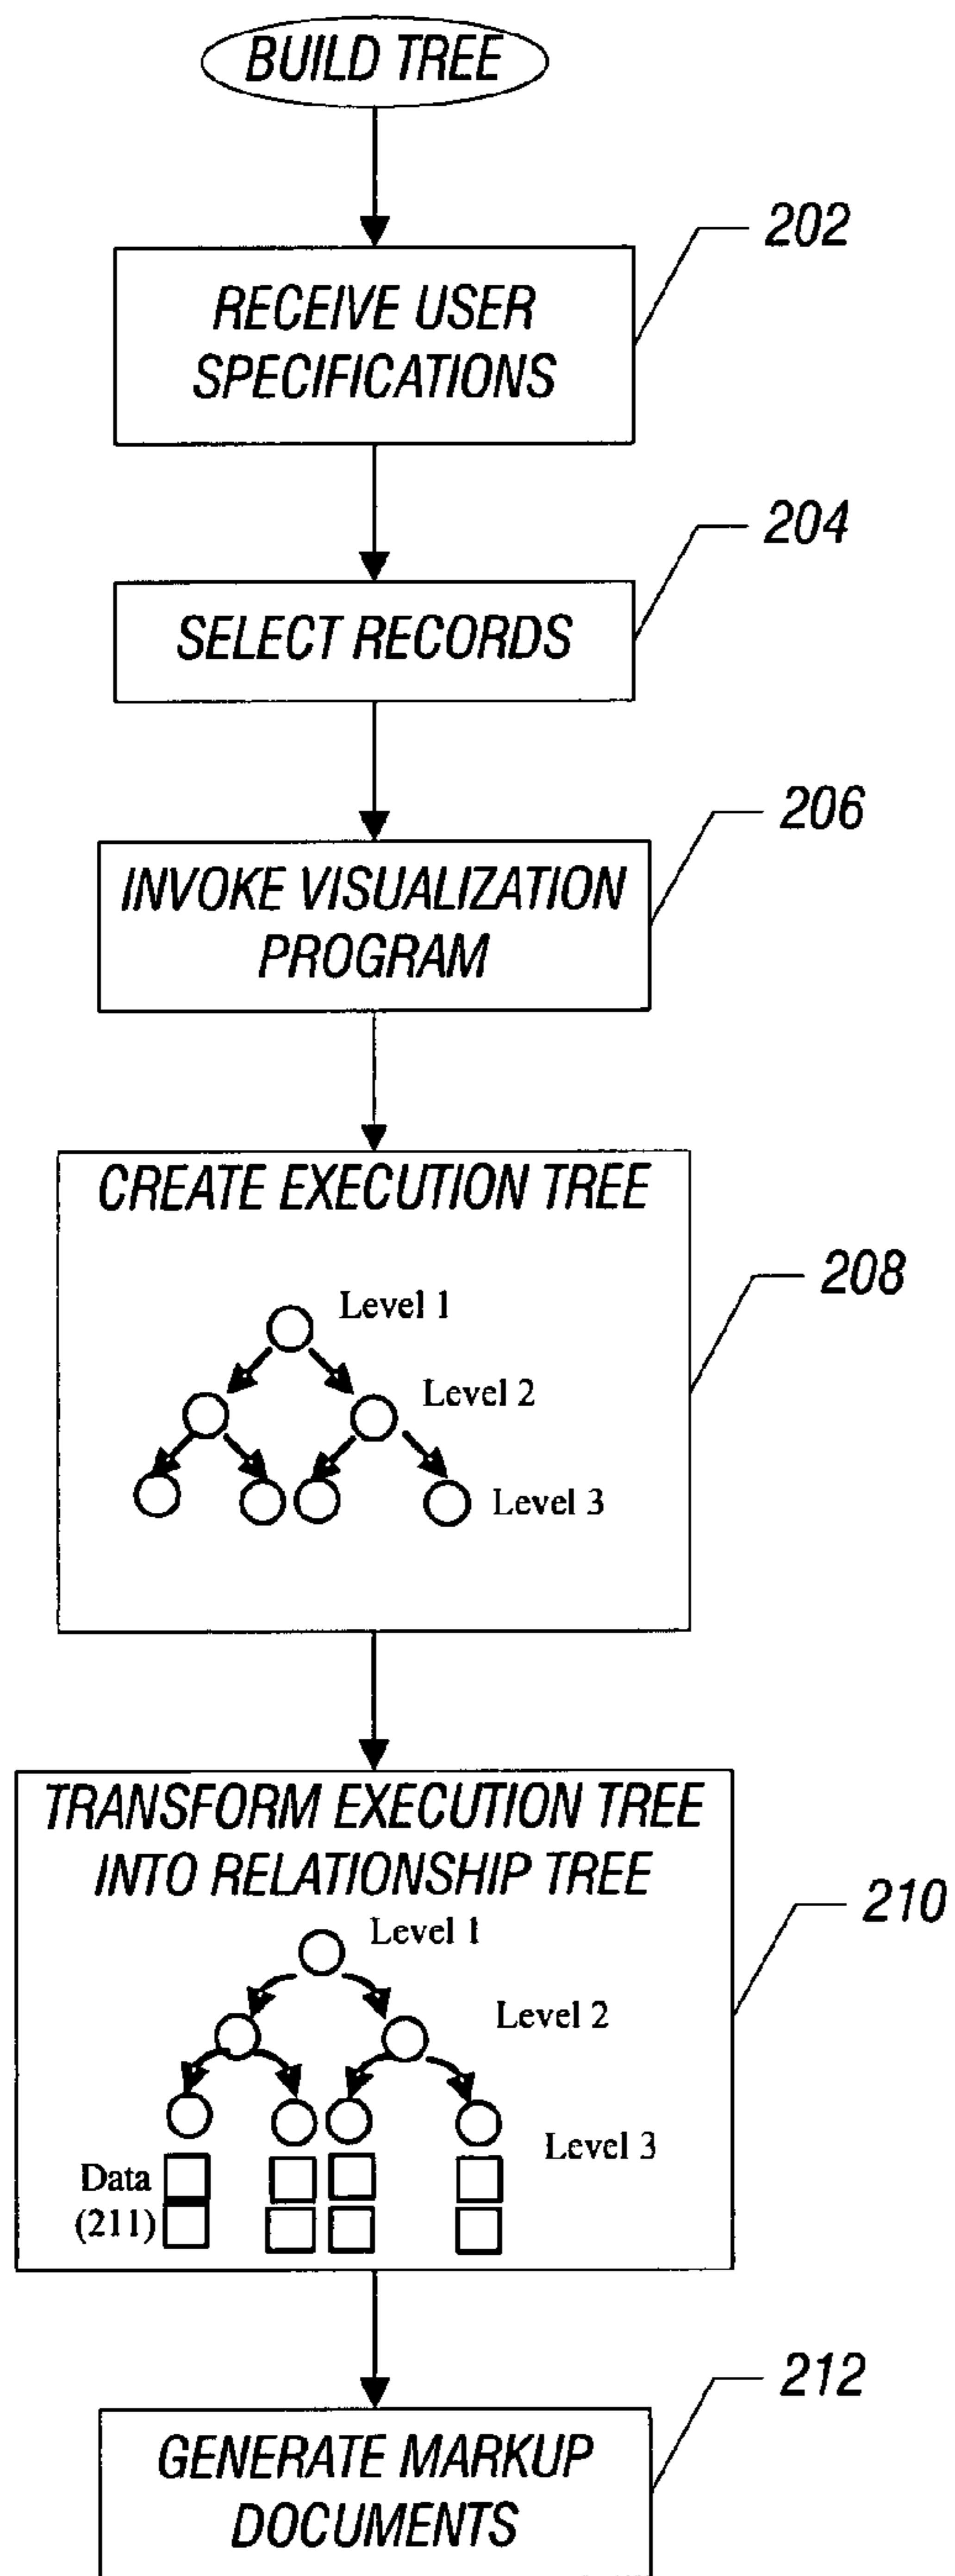 BUILD TREE
202
RECEIVE USER
SPECIFICATIONS
204
SELECT RECORDS
206
INVOKE VISUALIZATION
PROGRAM
CREATE EXECUTION TREE
208
Level 1
Level 2
Level 3
TRANSFORM EXECUTION TREE
INTO RELATIONSHIP TREE
210
Level 1
Level 2
Level 3
Data
(211)
212
GENERATE MARKUP
DOCUMENTS